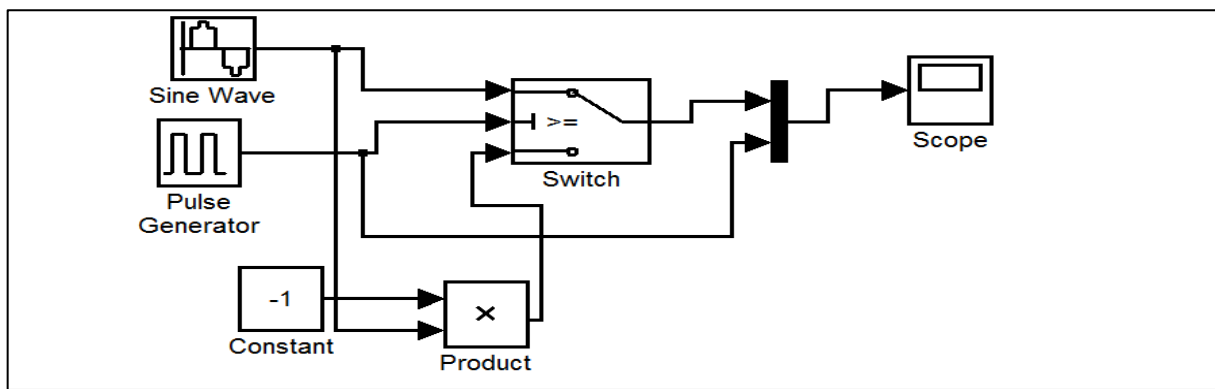 Sine Wave
>=
Scope
Switch
Pulse
Generator
-1
×
Constant
Product